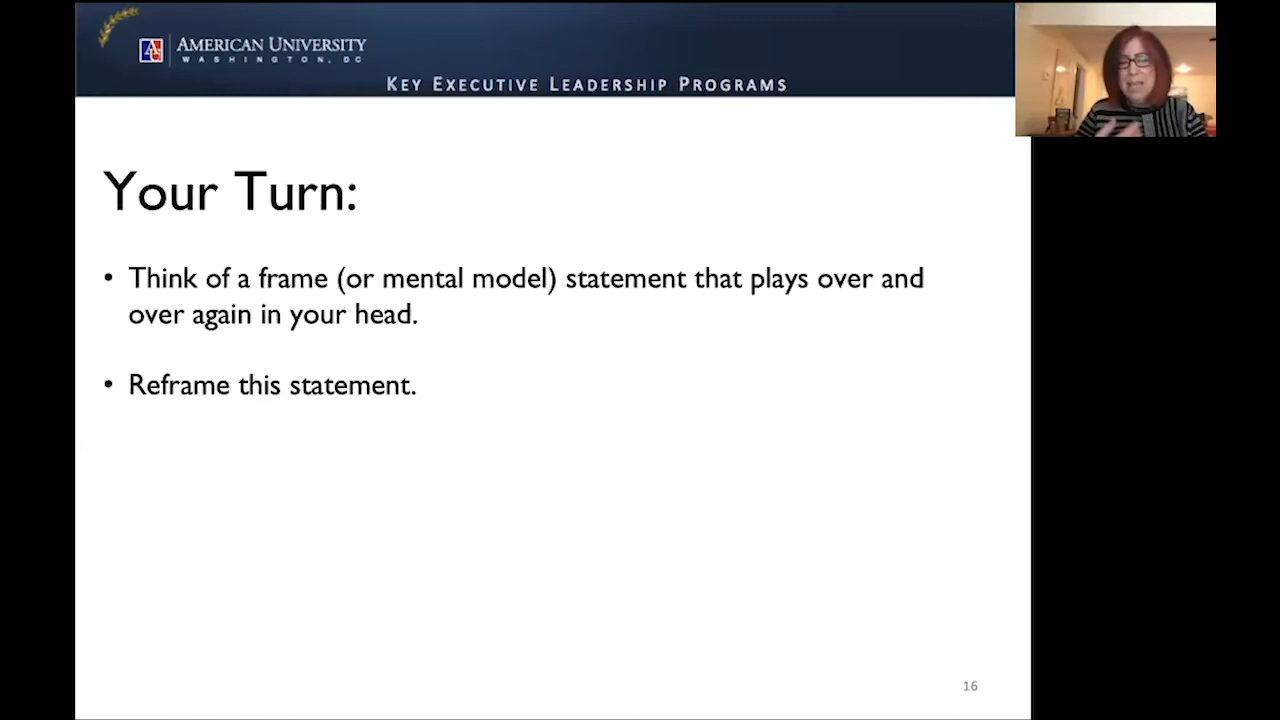 AMERICAN UNIVERSITY
WASHINGTON, DC
KEY EXECUTIVE LEADERSHIP PROGRAMS
Your Turn:
• Think of a frame (or mental model) statement that plays over and
over again in your head.
• Reframe this statement.
16